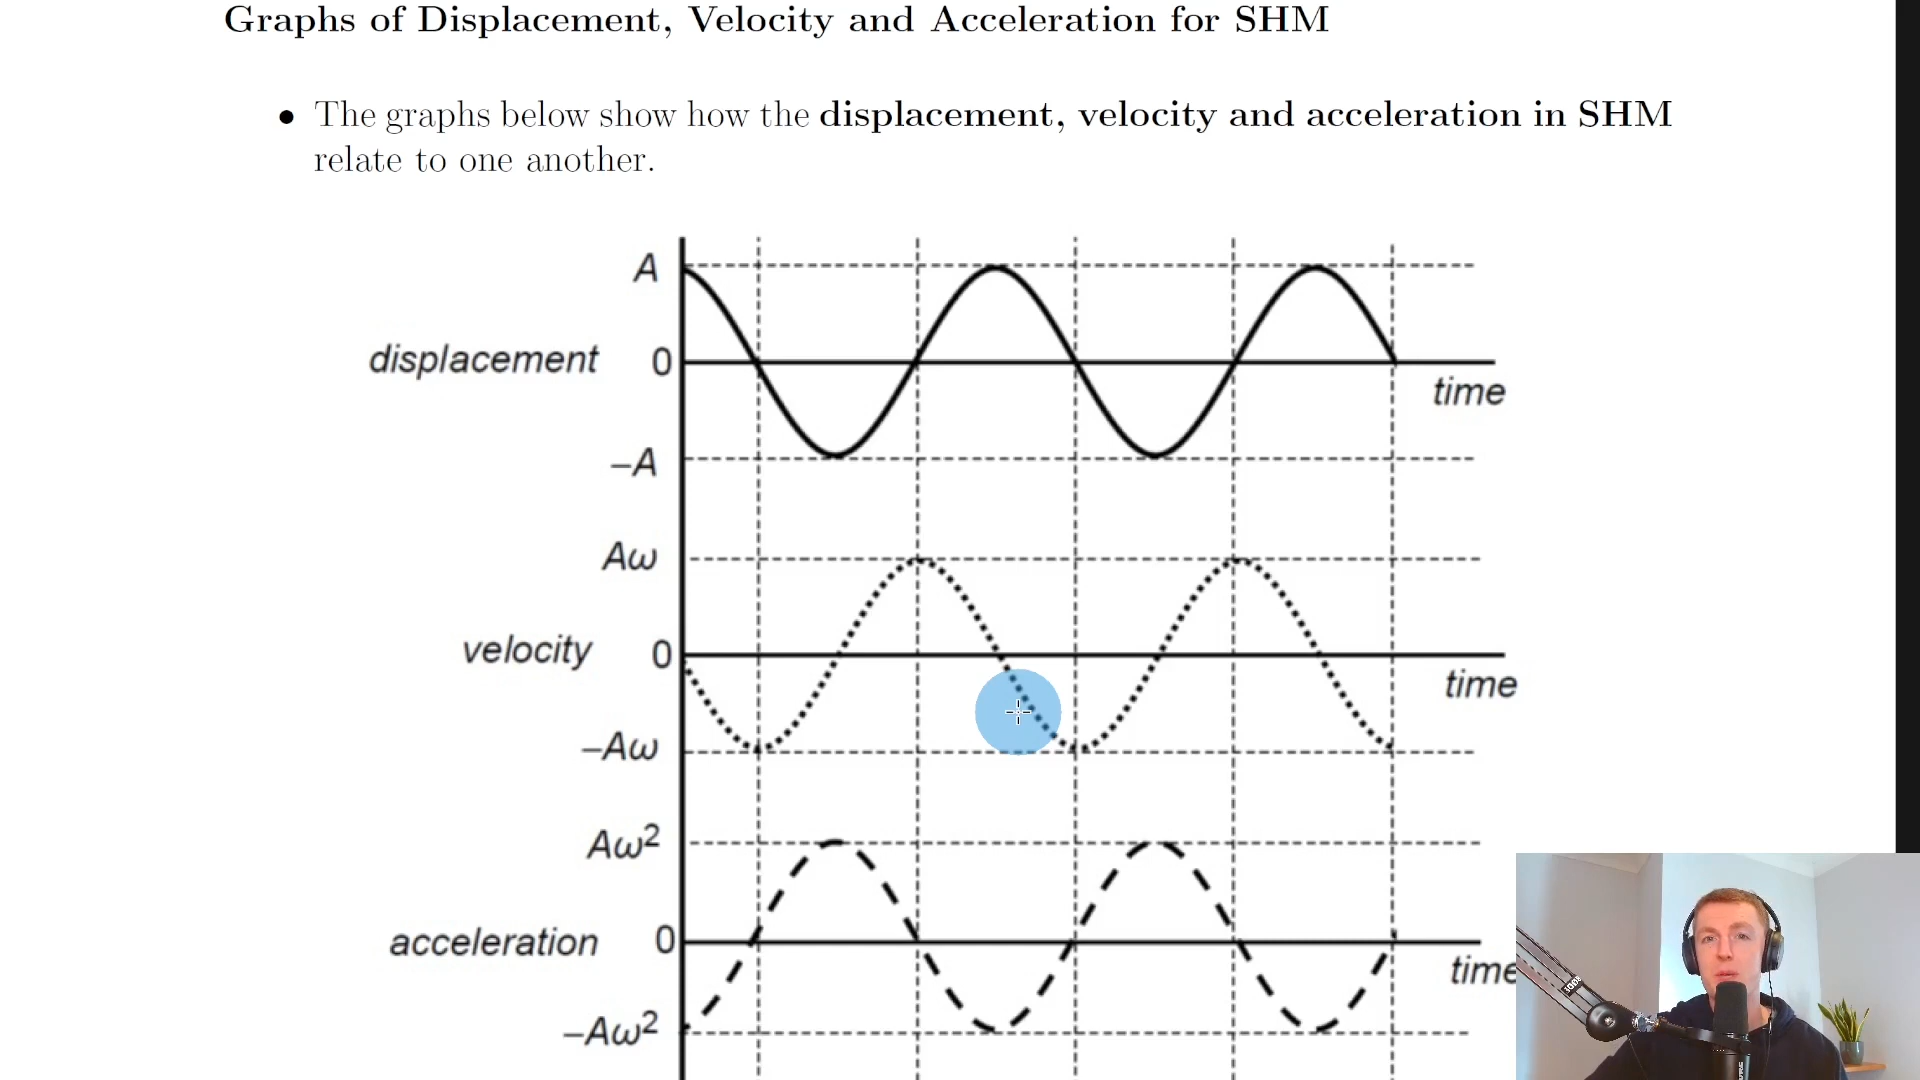 Graphs of Displacement, Velocity and Acceleration for SHM
• The graphs below show how the displacement, velocity and acceleration in SHM
relate to one another.
A
displacement 0
time
–A
Aω
velocity 0
time
–Aω
Aω²
acceleration 0
time
–Aω²